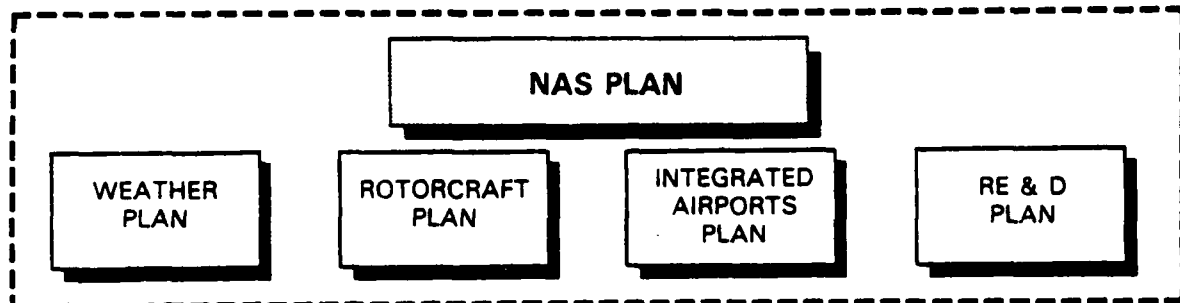 NAS PLAN
WEATHER
PLAN
ROTORCRAFT
PLAN
INTEGRATED
AIRPORTS
PLAN
RE & D
PLAN